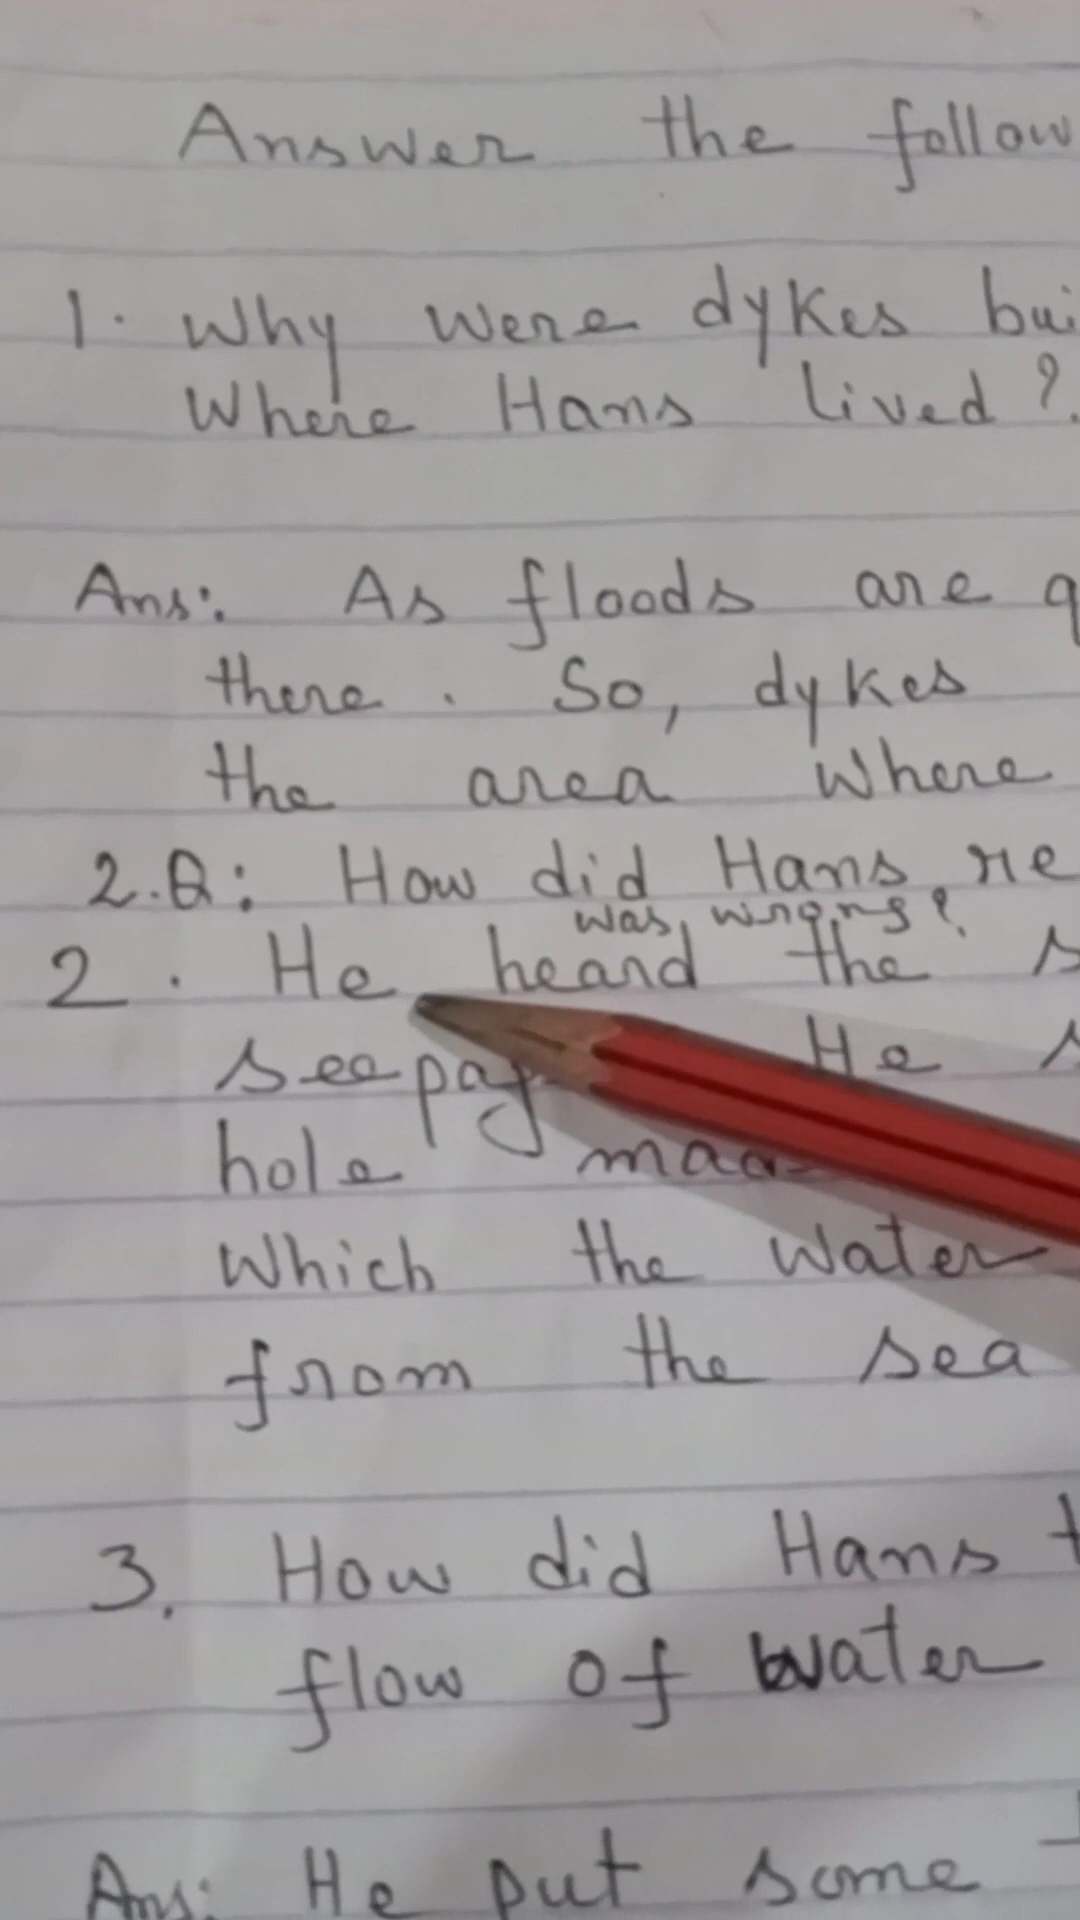 Answer the follow
1. Why were dykes bui
Where Hans lived?
Ans: As floods are q
there. So, dykes
the area where
2.Q: How did Hans re
was wrong?
2. He heard the s
seepag He s
hole mad
Which the water
from the sea
3. How did Hans t
flow of water
Ans: He put some